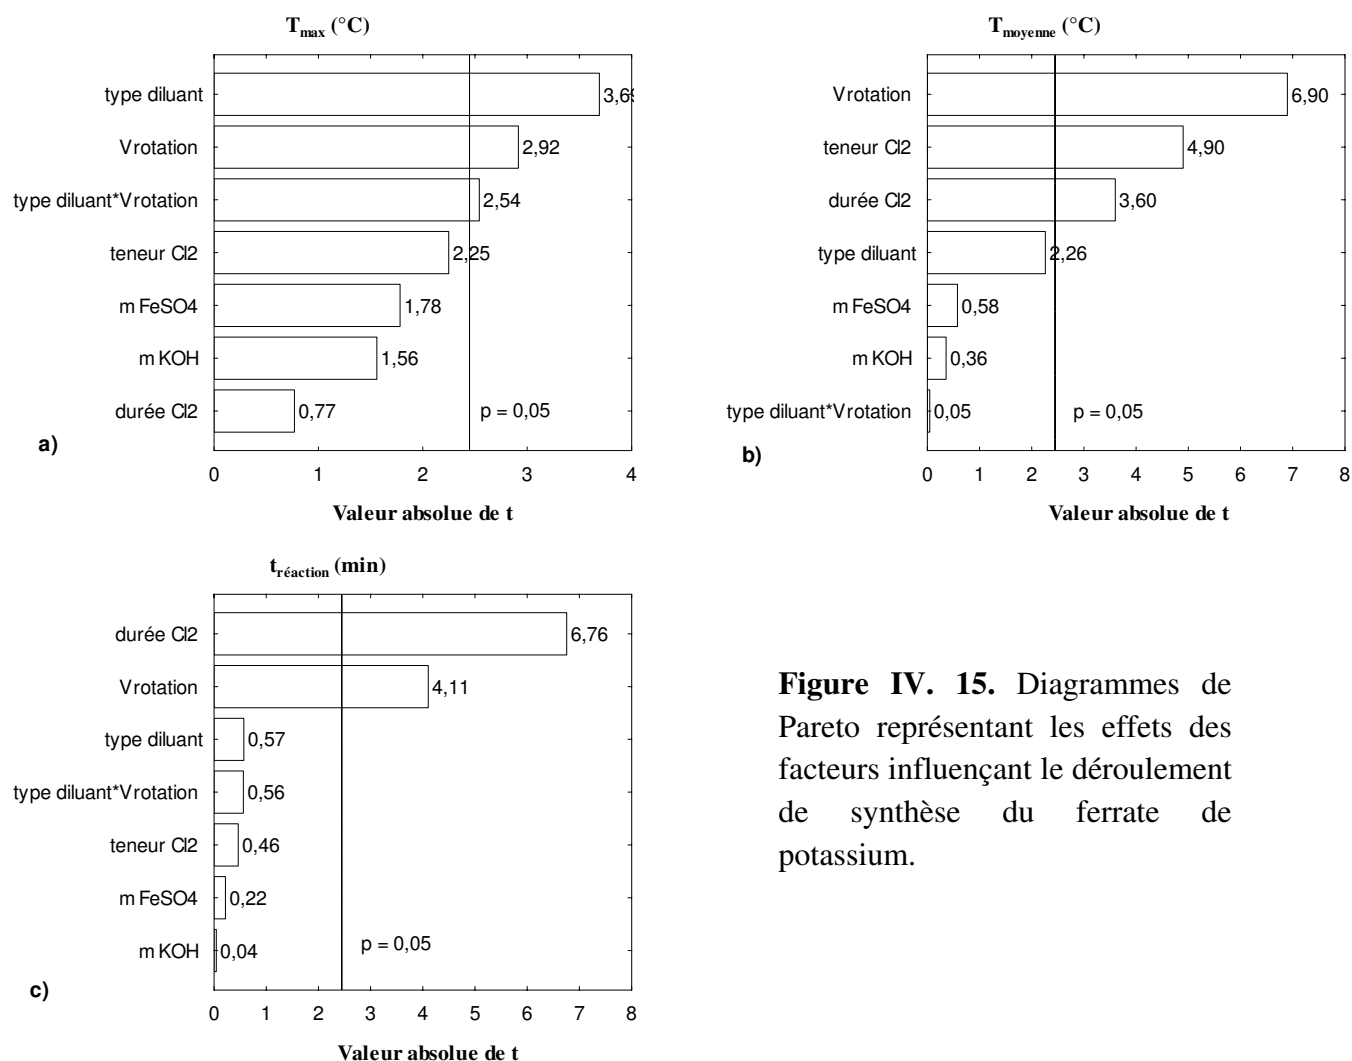 T_max (°C)
type diluant 3,69
Vrotation 2,92
type diluant*Vrotation 2,54
teneur Cl2 2,25
m FeSO4 1,78
m KOH 1,56
durée Cl2 0,77 p = 0,05
a)
0 1 2 3 4
Valeur absolue de t
T_moyenne (°C)
Vrotation 6,90
teneur Cl2 4,90
durée Cl2 3,60
type diluant 2,26
m FeSO4 0,58
m KOH 0,36
type diluant*Vrotation 0,05 p = 0,05
b)
0 1 2 3 4 5 6 7 8
Valeur absolue de t
t_réaction (min)
durée Cl2 6,76
Vrotation 4,11
type diluant 0,57
type diluant*Vrotation 0,56
teneur Cl2 0,46
m FeSO4 0,22
m KOH 0,04 p = 0,05
c)
0 1 2 3 4 5 6 7 8
Valeur absolue de t
Figure IV. 15. Diagrammes de
Pareto représentant les effets des
facteurs influençant le déroulement
de synthèse du ferrate de
potassium.